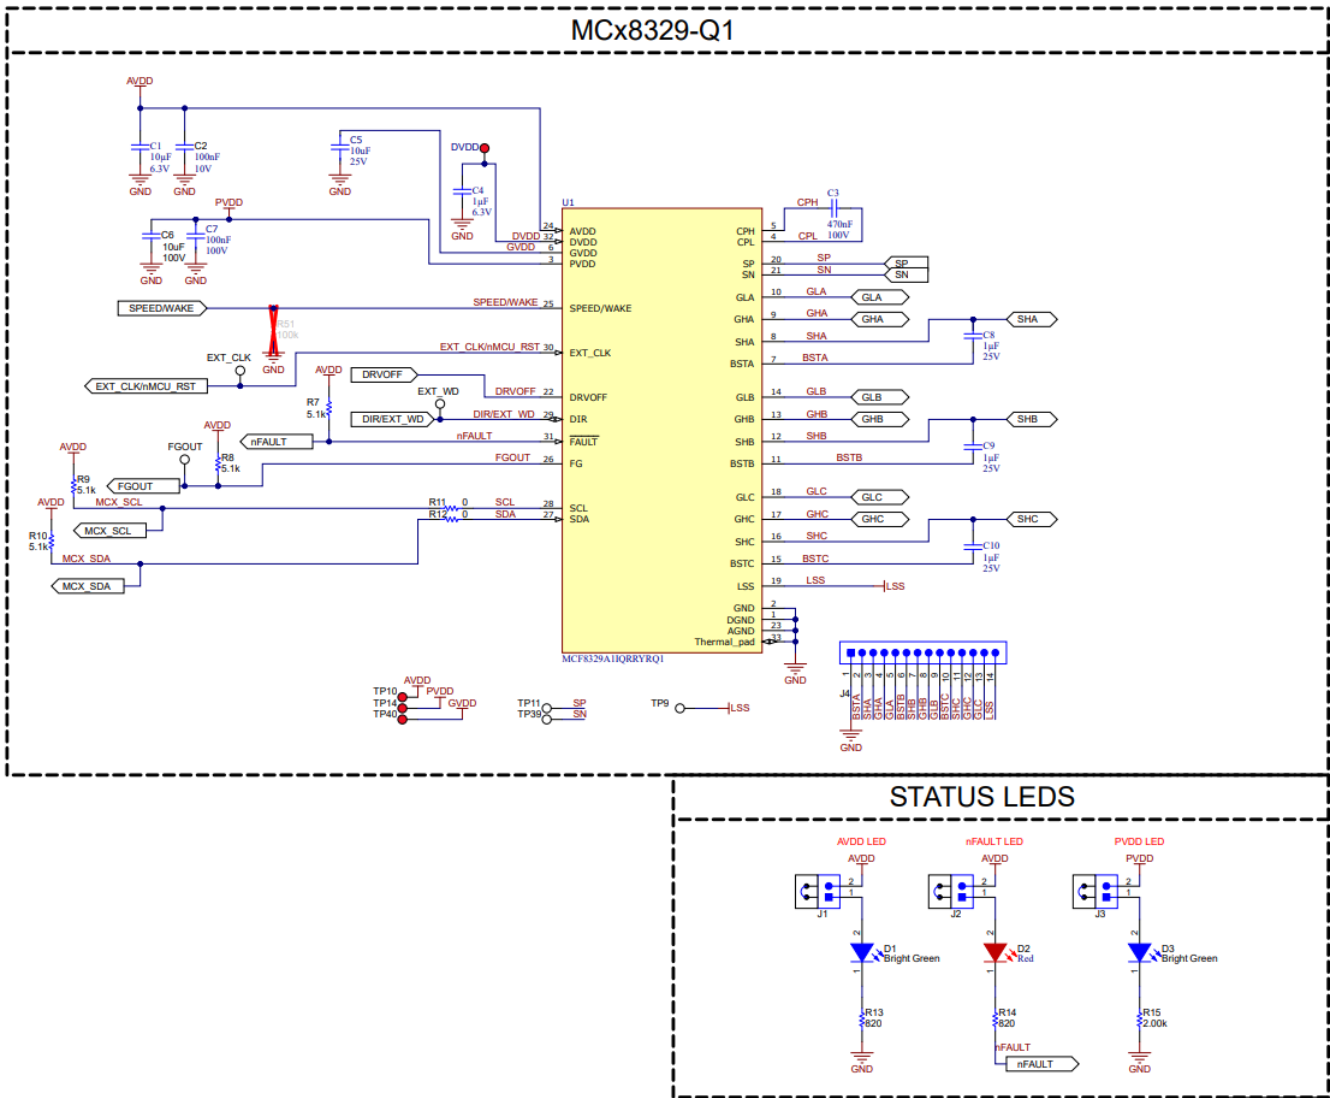 MCx8329-Q1
AVDD
C1
10µF
6.3V
GND
C2
100nF
10V
GND
C5
10uF
25V
GND
DVDD
C4
1µF
6.3V
GND
PVDD
C6
10uF
100V
GND
C7
100nF
100V
GND
U1
DVDD
GVDD
24
32
6
3
AVDD
DVDD
GVDD
PVDD
SPEED/WAKE
SPEED/WAKE
25
SPEED/WAKE
R51
100k
GND
EXT_CLK/nMCU_RST
30
EXT_CLK
EXT_CLK
EXT_CLK/nMCU_RST
AVDD
R7
5.1k
DRVOFF
DRVOFF
22
DRVOFF
EXT_WD
DIR/EXT_WD
DIR/EXT_WD
29
DIR
nFAULT
nFAULT
31
FAULT
AVDD
R8
5.1k
FGOUT
FGOUT
FGOUT
26
FG
AVDD
R9
5.1k
MCX_SCL
MCX_SCL
R11
0
SCL
28
SCL
R12
0
SDA
27
SDA
AVDD
R10
5.1k
MCX_SDA
MCX_SDA
CPH
5
CPH
CPL
4
CPL
C3
470nF
100V
SP
20
SP
SP
SN
21
SN
SN
GLA
10
GLA
GLA
GHA
9
GHA
GHA
SHA
8
SHA
SHA
BSTA
7
BSTA
C8
1µF
25V
GLB
14
GLB
GLB
GHB
13
GHB
GHB
SHB
12
SHB
SHB
BSTB
11
BSTB
C9
1µF
25V
GLC
18
GLC
GLC
GHC
17
GHC
GHC
SHC
16
SHC
SHC
BSTC
15
BSTC
C10
1µF
25V
LSS
19
LSS
LSS
GND
2
DGND
1
AGND
23
Thermal_pad
33
GND
MCF8329A1IQRRYRQ1
TP10
AVDD
TP14
PVDD
TP40
GVDD
TP11
SP
TP39
SN
TP9
LSS
J4
1
2
3
4
5
6
7
8
9
10
11
12
13
14
BSTA
SHA
GHA
GLA
BSTB
SHB
GHB
GLB
BSTC
SHC
GHC
GLC
LSS
GND
STATUS LEDS
AVDD LED
AVDD
2
1
J1
2
D1
Bright Green
1
R13
820
GND
nFAULT LED
AVDD
2
1
J2
2
D2
Red
1
R14
820
nFAULT
nFAULT
PVDD LED
PVDD
2
1
J3
2
D3
Bright Green
1
R15
2.00k
GND